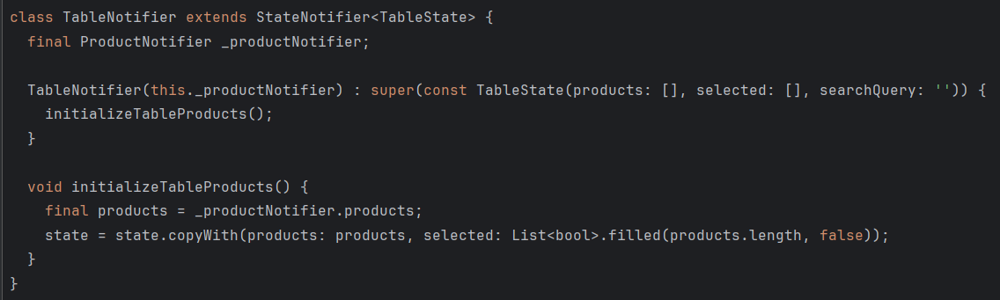 class TableNotifier extends StateNotifier<TableState> {
  final ProductNotifier _productNotifier;

  TableNotifier(this._productNotifier) : super(const TableState(products: [], selected: [], searchQuery: '')) {
    initializeTableProducts();
  }

  void initializeTableProducts() {
    final products = _productNotifier.products;
    state = state.copyWith(products: products, selected: List<bool>.filled(products.length, false));
  }
}